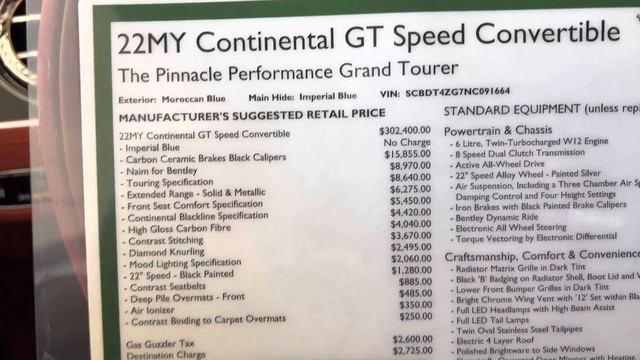 22MY Continental GT Speed Convertible
The Pinnacle Performance Grand Tourer
Exterior: Moroccan Blue Main Hide: Imperial Blue VIN: SCBDT4ZG7NC091664
MANUFACTURER'S SUGGESTED RETAIL PRICE
22MY Continental GT Speed Convertible $302,400.00
- Imperial Blue No Charge
- Carbon Ceramic Brakes Black Calipers $15,855.00
- Naim for Bentley $8,970.00
- Touring Specification $8,640.00
- Extended Range - Solid & Metallic $6,275.00
- Front Seat Comfort Specification $5,450.00
- Continental Blackline Specification $4,420.00
- High Gloss Carbon Fibre $4,040.00
- Contrast Stitching $3,670.00
- Diamond Knurling $2,495.00
- Mood Lighting Specification $2,060.00
- 22" Speed - Black Painted $1,280.00
- Contrast Seatbelts $885.00
- Deep Pile Overmats - Front $485.00
- Air Ionizer $350.00
- Contrast Binding to Carpet Overmats $250.00
Gas Guzzler Tax $2,600.00
Destination Charge $2,725.00
STANDARD EQUIPMENT (unless rep
Powertrain & Chassis
- 6 Litre, Twin-Turbocharged W12 Engine
- 8 Speed Dual Clutch Transmission
- Active All-Wheel Drive
- 22" Speed Alloy Wheel - Painted Silver
- Air Suspension, Including a Three Chamber Air Sp
Damping Control and Four Height Settings
- Iron Brakes with Black Painted Brake Calipers
- Bentley Dynamic Ride
- Electronic All Wheel Steering
- Torque Vectoring by Electronic Differential
Craftsmanship, Comfort & Convenience
- Radiator Matrix Grille in Dark Tint
- Black 'B' Badging on Radiator Shell, Boot Lid and
- Lower Front Bumper Grilles in Dark Tint
- Bright Chrome Wing Vent with '12' Set within Bla
- Full LED Headlamps with High Beam Assist
- Full LED Tail Lamps
- Twin Oval Stainless Steel Tailpipes
- Electric 4 Layer Roof
- Polished Brightware to Side Windows